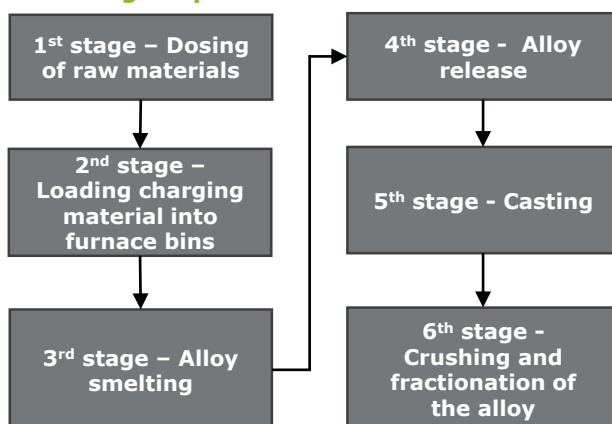 1st stage – Dosing
of raw materials
2nd stage –
Loading charging
material into
furnace bins
3rd stage – Alloy
smelting
4th stage -  Alloy
release
5th stage - Casting
6th stage -
Crushing and
fractionation of
the alloy